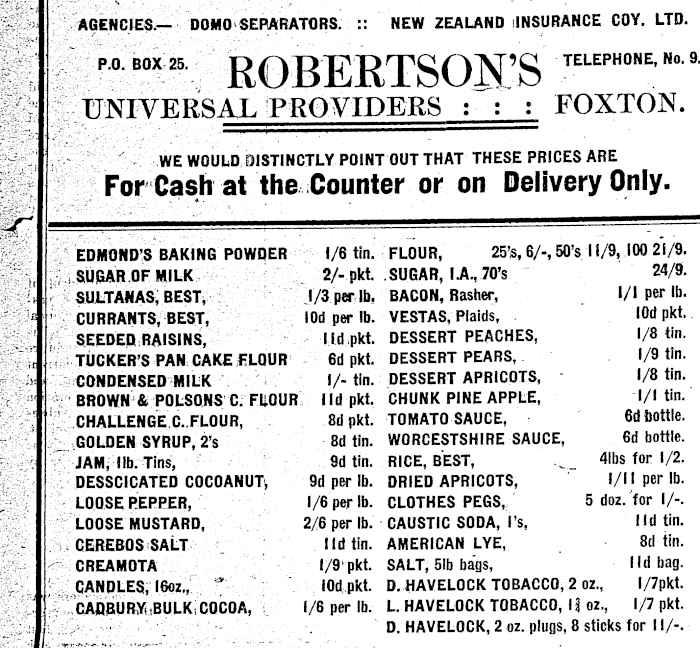 AGENCIES.— DOMO SEPARATORS. :: NEW ZEALAND INSURANCE COY. LTD.
P.O. BOX 25. ROBERTSON'S TELEPHONE, No. 9.
UNIVERSAL PROVIDERS : : : FOXTON.
WE WOULD DISTINCTLY POINT OUT THAT THESE PRICES ARE
For Cash at the Counter or on Delivery Only.
EDMOND'S BAKING POWDER 1/6 tin.
SUGAR OF MILK 2/- pkt.
SULTANAS, BEST, 1/3 per lb.
CURRANTS, BEST, 10d per lb.
SEEDED RAISINS, 11d pkt.
TUCKER'S PAN CAKE FLOUR 6d pkt.
CONDENSED MILK 1/- tin.
BROWN & POLSONS C. FLOUR 11d pkt.
CHALLENGE C. FLOUR, 8d pkt.
GOLDEN SYRUP, 2's 8d tin.
JAM, 1lb. Tins, 9d tin.
DESSCICATED COCOANUT, 9d per lb.
LOOSE PEPPER, 1/6 per lb.
LOOSE MUSTARD, 2/6 per lb.
CEREBOS SALT 11d tin.
CREAMOTA 1/9 pkt.
CANDLES, 16oz., 10d pkt.
CADBURY BULK COCOA, 1/6 per lb.
FLOUR, 25's, 6/-, 50's 11/9, 100 21/9.
SUGAR, I.A., 70's 24/9.
BACON, Rasher, 1/1 per lb.
VESTAS, Plaids, 10d pkt.
DESSERT PEACHES, 1/8 tin.
DESSERT PEARS, 1/9 tin.
DESSERT APRICOTS, 1/8 tin.
CHUNK PINE APPLE, 1/1 tin.
TOMATO SAUCE, 6d bottle.
WORCESTSHIRE SAUCE, 6d bottle.
RICE, BEST, 4lbs for 1/2.
DRIED APRICOTS, 1/11 per lb.
CLOTHES PEGS, 5 doz. for 1/-.
CAUSTIC SODA, 1's, 11d tin.
AMERICAN LYE, 8d tin.
SALT, 5lb bags, 11d bag.
D. HAVELOCK TOBACCO, 2 oz., 1/7pkt.
L. HAVELOCK TOBACCO, 1¾ oz., 1/7 pkt.
D. HAVELOCK, 2 oz. plugs, 8 sticks for 11/-.